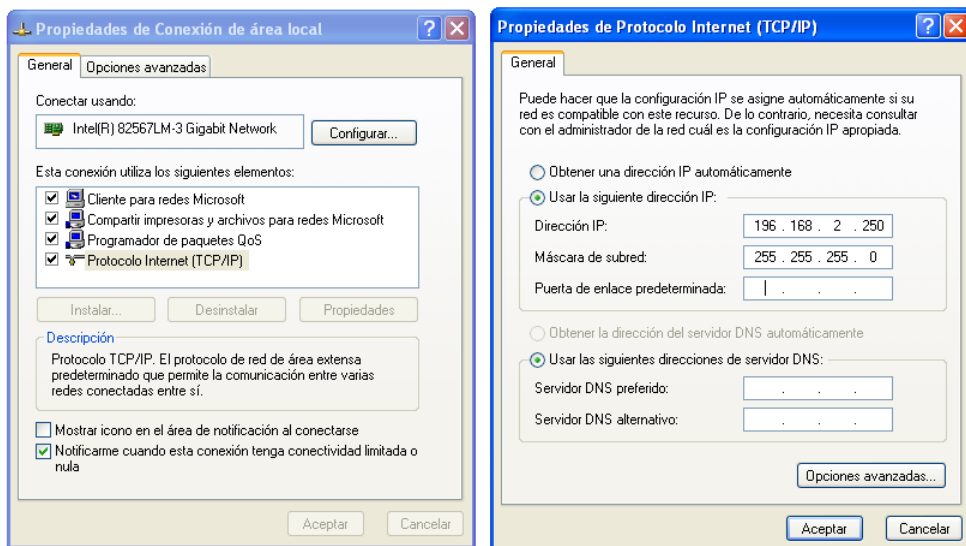 Propiedades de Conexión de área local
General
Opciones avanzadas
Conectar usando:
Intel(R) 82567LM-3 Gigabit Network
Configurar...
Esta conexión utiliza los siguientes elementos:
Cliente para redes Microsoft
Compartir impresoras y archivos para redes Microsoft
Programador de paquetes QoS
Protocolo Internet (TCP/IP)
Instalar...
Desinstalar
Propiedades
Descripción
Protocolo TCP/IP. El protocolo de red de área extensa
predeterminado que permite la comunicación entre varias
redes conectadas entre sí.
Mostrar icono en el área de notificación al conectarse
Notificarme cuando esta conexión tenga conectividad limitada o
nula
Aceptar
Cancelar
Propiedades de Protocolo Internet (TCP/IP)
General
Puede hacer que la configuración IP se asigne automáticamente si su
red es compatible con este recurso. De lo contrario, necesita consultar
con el administrador de la red cuál es la configuración IP apropiada.
Obtener una dirección IP automáticamente
Usar la siguiente dirección IP:
Dirección IP:
196 . 168 . 2 . 250
Máscara de subred:
255 . 255 . 255 . 0
Puerta de enlace predeterminada:
. . .
Obtener la dirección del servidor DNS automáticamente
Usar las siguientes direcciones de servidor DNS:
Servidor DNS preferido:
. . .
Servidor DNS alternativo:
. . .
Opciones avanzadas...
Aceptar
Cancelar